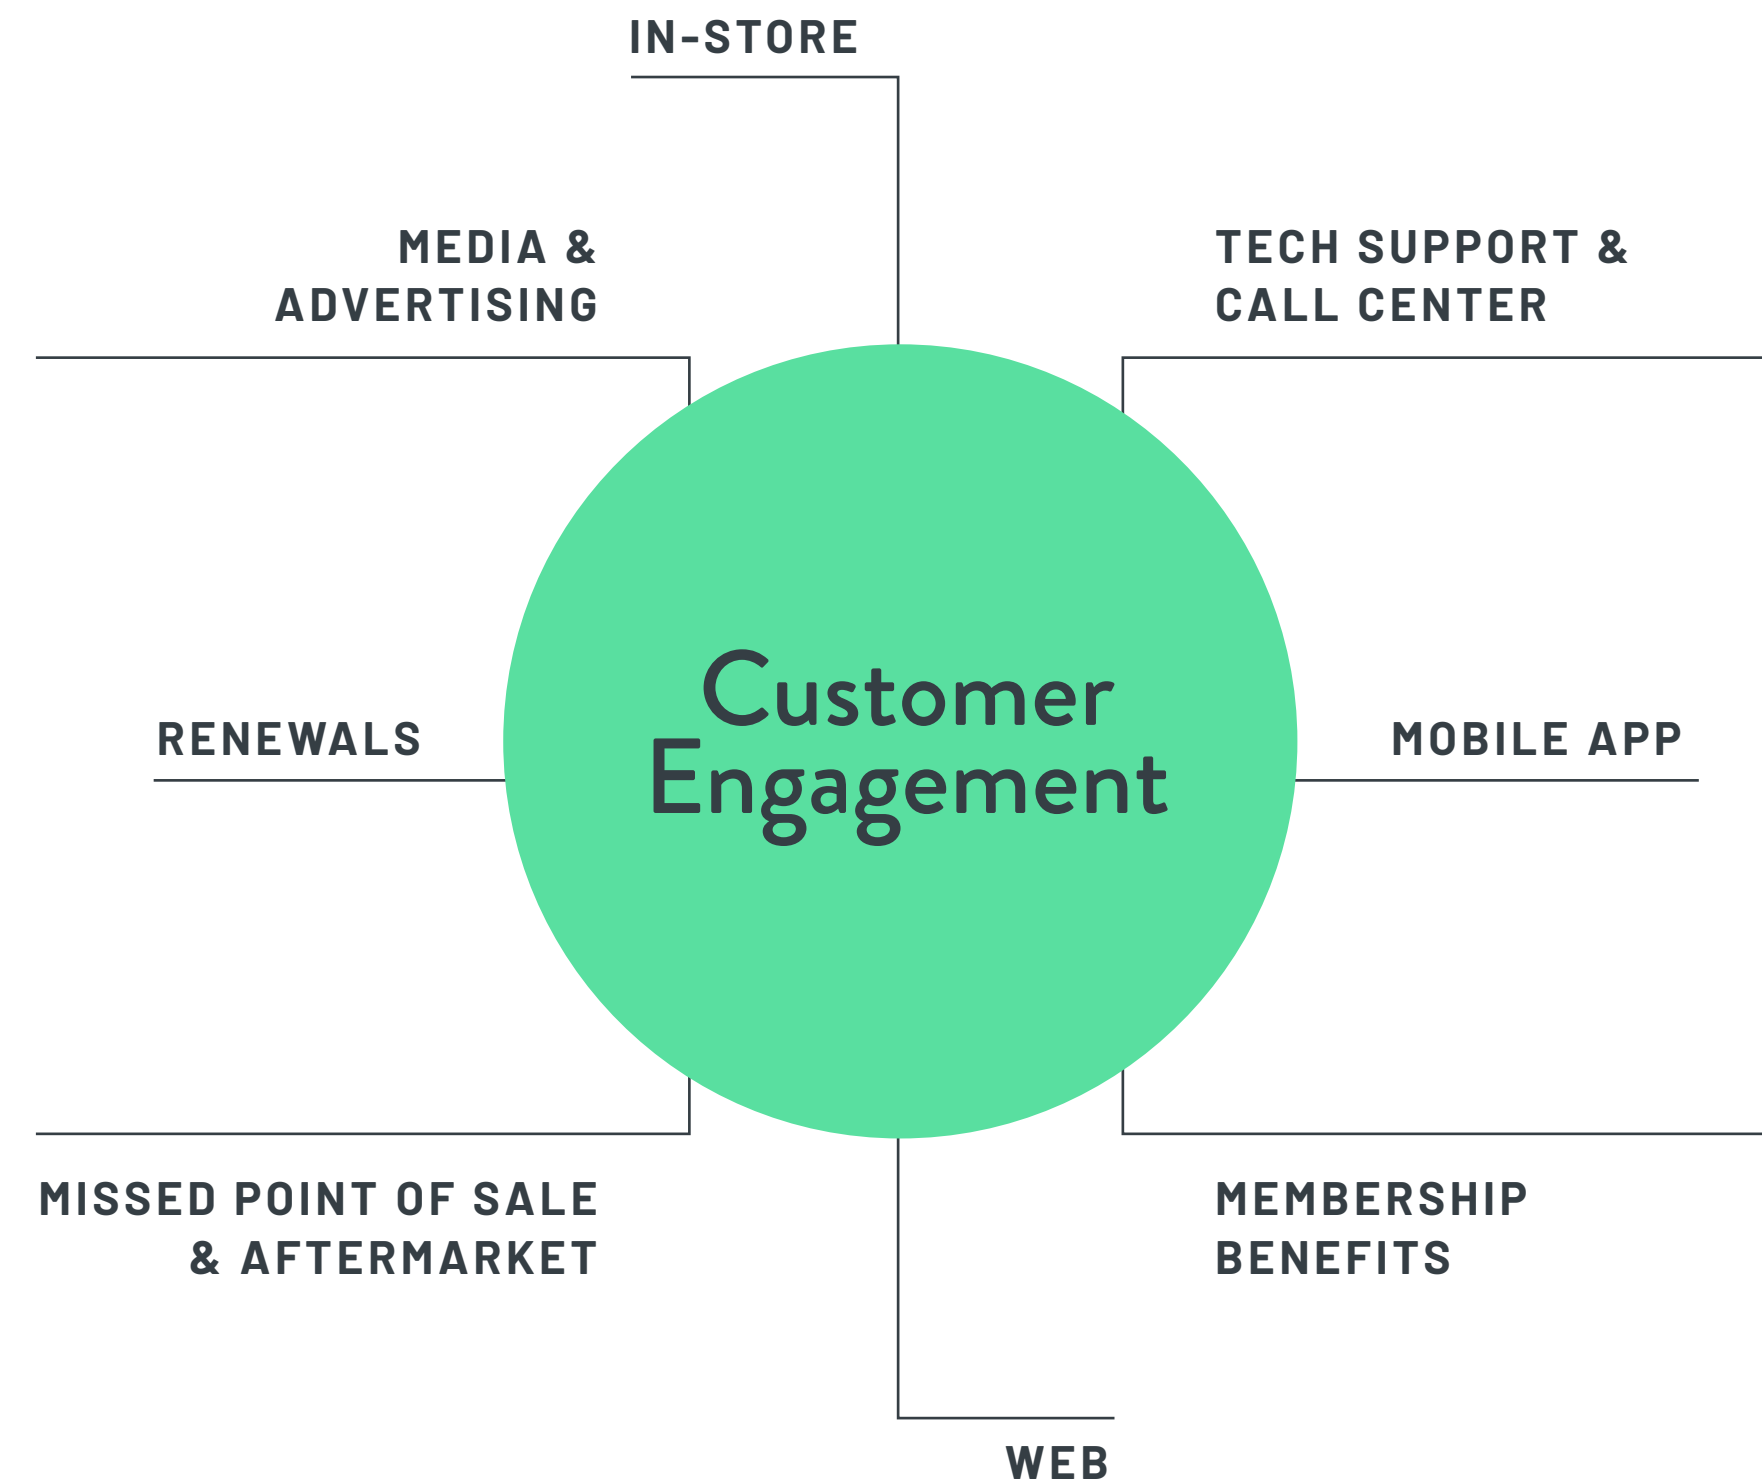 IN-STORE
MEDIA &
ADVERTISING
TECH SUPPORT &
CALL CENTER
Customer
Engagement
RENEWALS
MOBILE APP
MISSED POINT OF SALE
& AFTERMARKET
MEMBERSHIP
BENEFITS
WEB